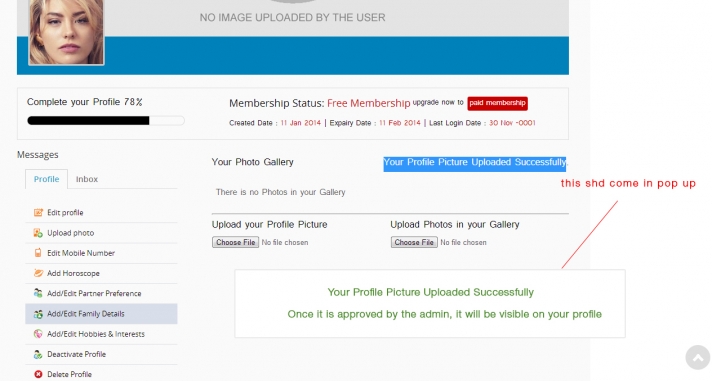 NO IMAGE UPLOADED BY THE USER
Complete your Profile 78%
Membership Status: Free Membership upgrade now to paid membership
Created Date : 11 Jan 2014 | Expiary Date : 11 Feb 2014 | Last Login Date : 30 Nov -0001
Messages
Profile Inbox
Edit profile
Upload photo
Edit Mobile Number
Add Horoscope
Add/Edit Partner Preference
Add/Edit Family Details
Add/Edit Hobbies & Interests
Deactivate Profile
Delete Profile
Your Photo Gallery
Your Profile Picture Uploaded Successfully
this shd come in pop up
There is no Photos in your Gallery
Upload your Profile Picture
Upload Photos in your Gallery
Choose File No file chosen
Choose File No file chosen
Your Profile Picture Uploaded Successfully
Once it is approved by the admin, it will be visible on your profile